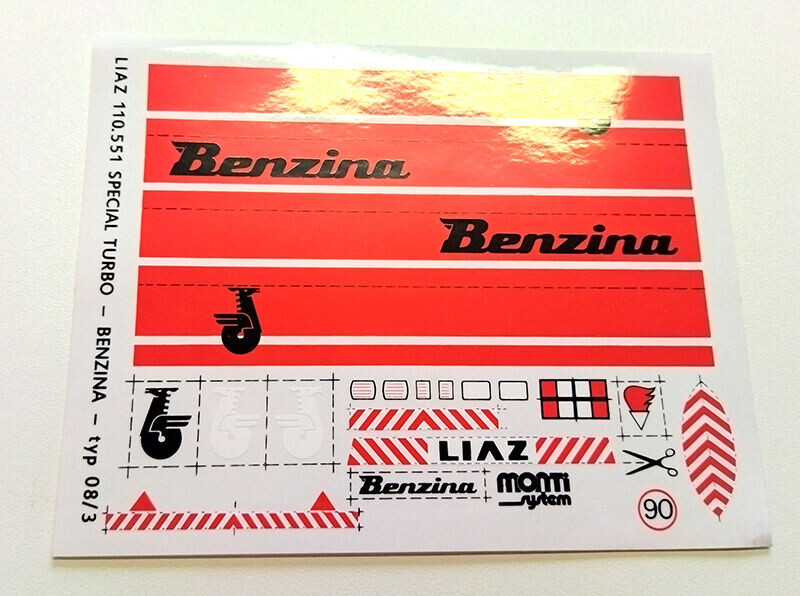 LIAZ 110.551 SPECIAL TURBO – BENZINA – typ 08/3
Benzina
Benzina
LIAZ
Benzina
MONTI
system
90